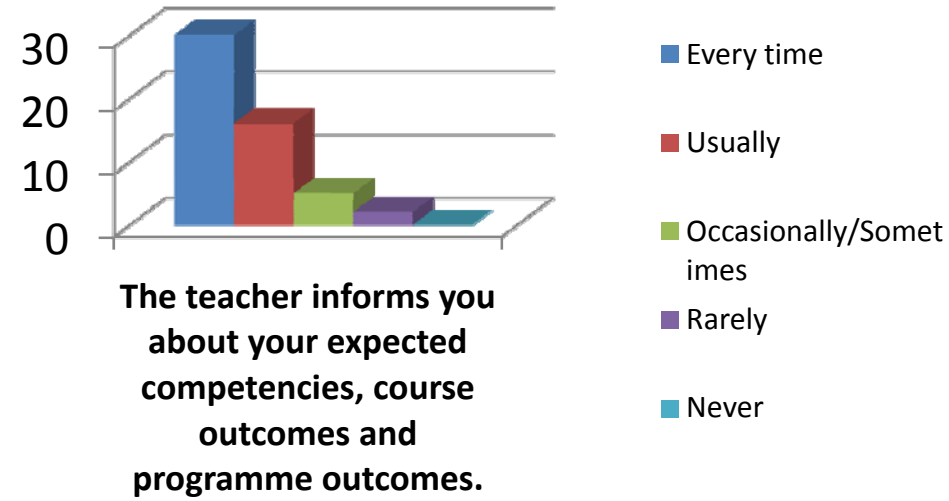 30
20
10
0
The teacher informs you
about your expected
competencies, course
outcomes and
programme outcomes.
Every time
Usually
Occasionally/Somet
imes
Rarely
Never